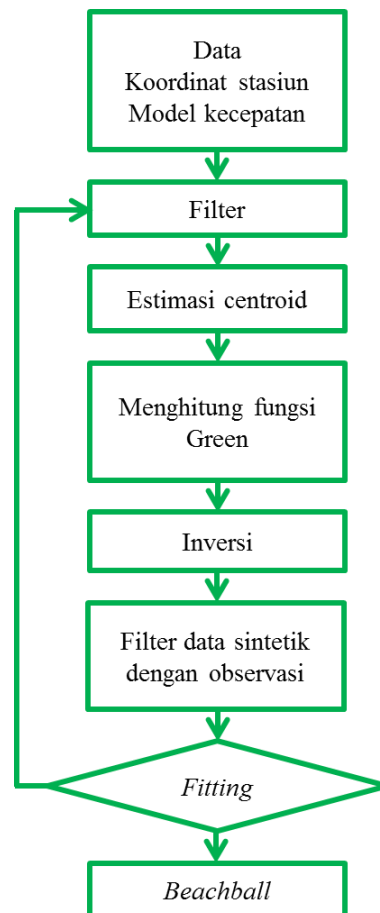 Data
Koordinat stasiun
Model kecepatan
Filter
Estimasi centroid
Menghitung fungsi
Green
Inversi
Filter data sintetik
dengan observasi
Fitting
Beachball